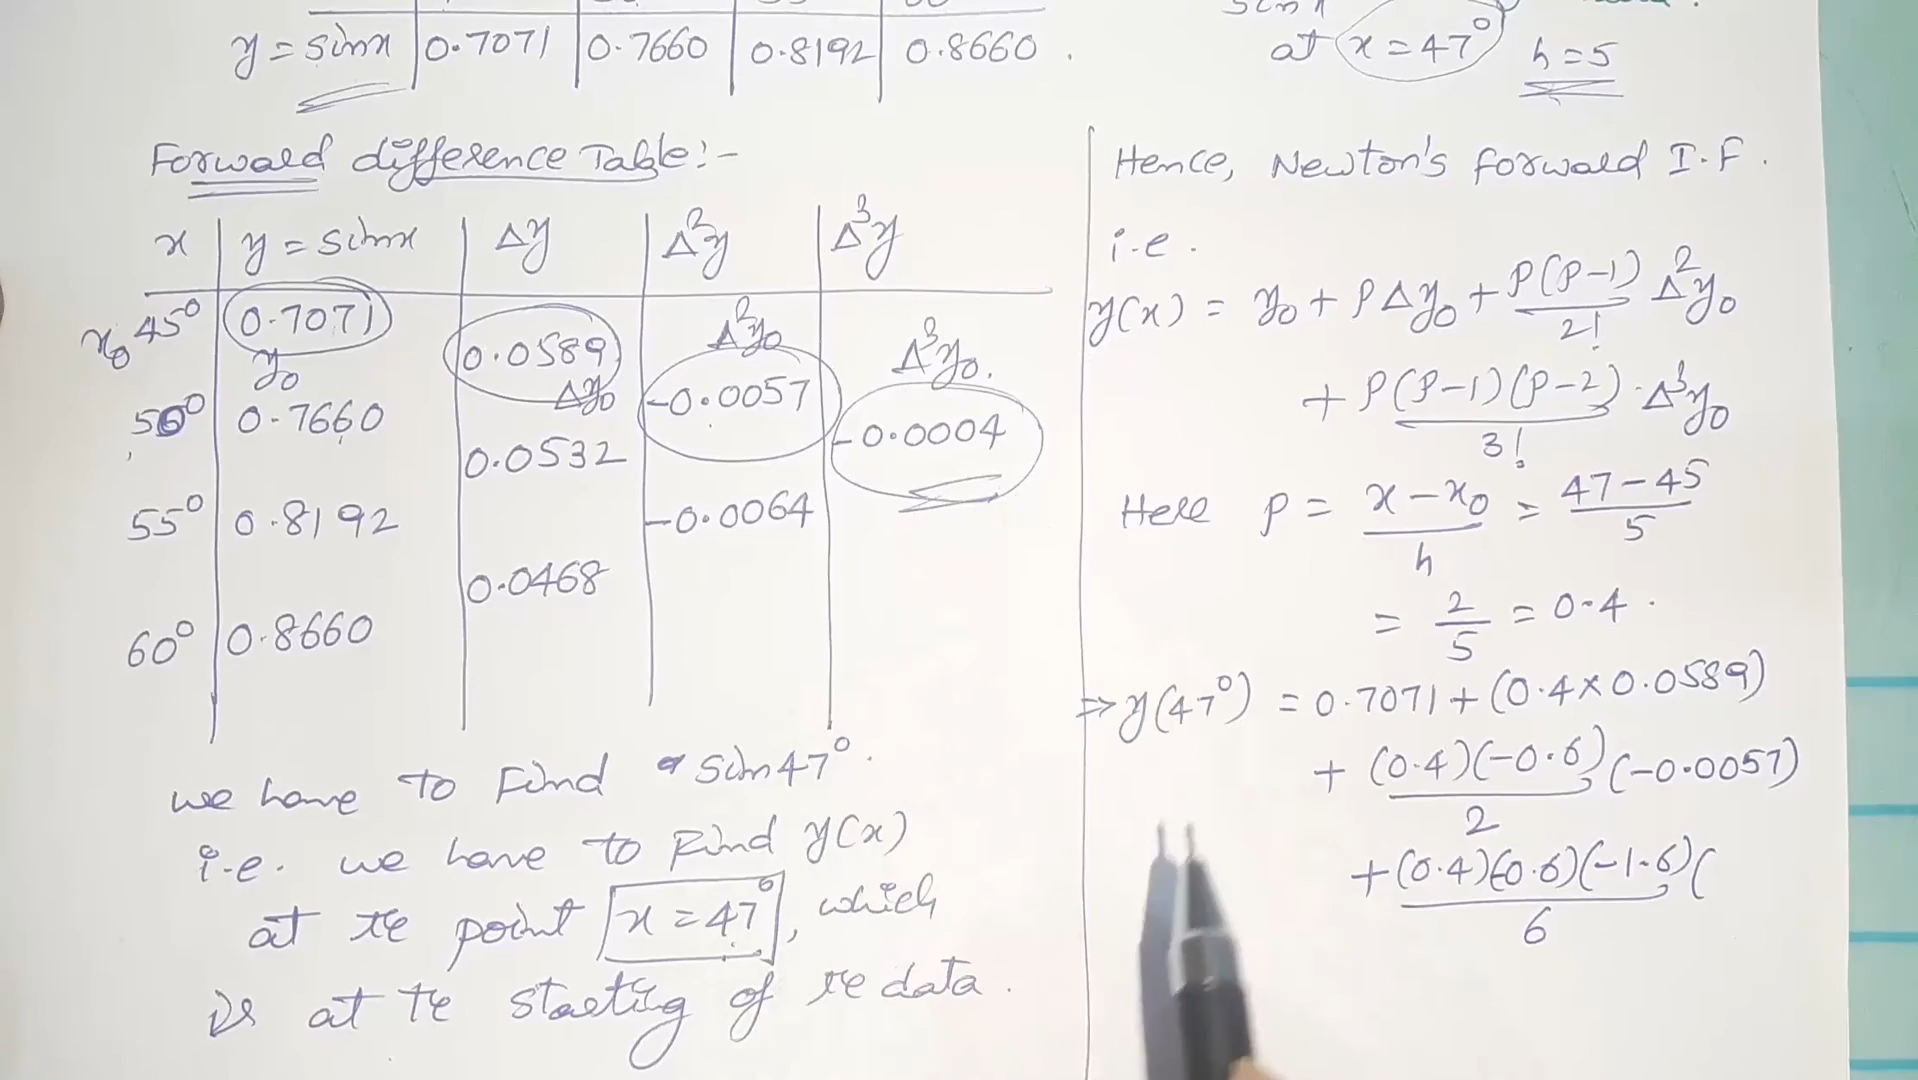 y = sinx | 0.7071 | 0.7660 | 0.8192 | 0.8660 .
sin x
at x = 47° h = 5
Forward difference Table :-
x | y = sinx | Δy | Δ²y | Δ³y
x₀ 45° 0.7071
y₀
0.0589
Δy₀
Δ²y₀
-0.0057
Δ³y₀.
-0.0004
50° 0.7660
0.0532
55° 0.8192
-0.0064
0.0468
60° 0.8660
we have to Find sin47° .
i.e. we have to Find y(x)
at te point x = 47° , which
is at te starting of te data .
Hence, Newton's forward I.F .
i.e .
y(x) = y₀ + PΔy₀ + P(P-1)/2! Δ²y₀
+ P(P-1)(P-2)/3! . Δ³y₀
Here P = x-x₀/h = 47-45/5
= 2/5 = 0.4 .
⇒ y(47°) = 0.7071 + (0.4×0.0589)
+ (0.4)(-0.6)/2 (-0.0057)
+ (0.4)(-0.6)(-1.6)/6 (